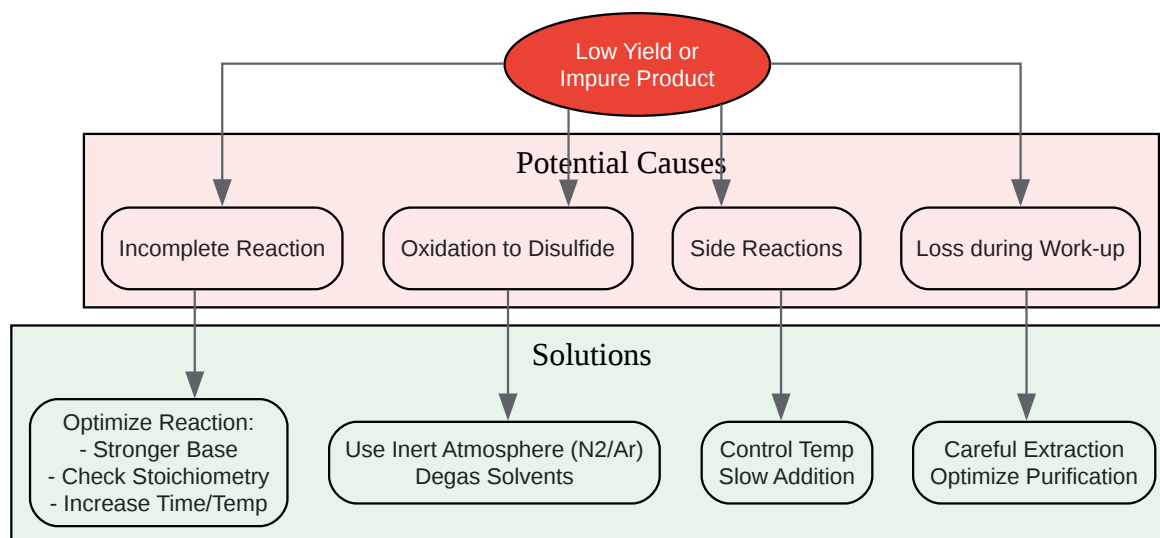 Low Yield or
Impure Product
Potential Causes
Incomplete Reaction
Oxidation to Disulfide
Side Reactions
Loss during Work-up
Solutions
Optimize Reaction:
- Stronger Base
- Check Stoichiometry
- Increase Time/Temp
Use Inert Atmosphere (N2/Ar)
Degas Solvents
Control Temp
Slow Addition
Careful Extraction
Optimize Purification